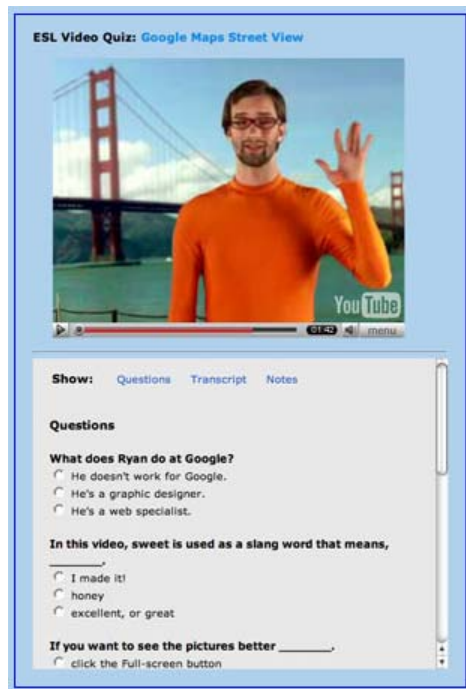 ESL Video Quiz: Google Maps Street View
YouTube
01:42
menu
Show: Questions Transcript Notes
Questions
What does Ryan do at Google?
He doesn't work for Google.
He's a graphic designer.
He's a web specialist.
In this video, sweet is used as a slang word that means,
________.
I made it!
honey
excellent, or great
If you want to see the pictures better ________.
click the Full-screen button